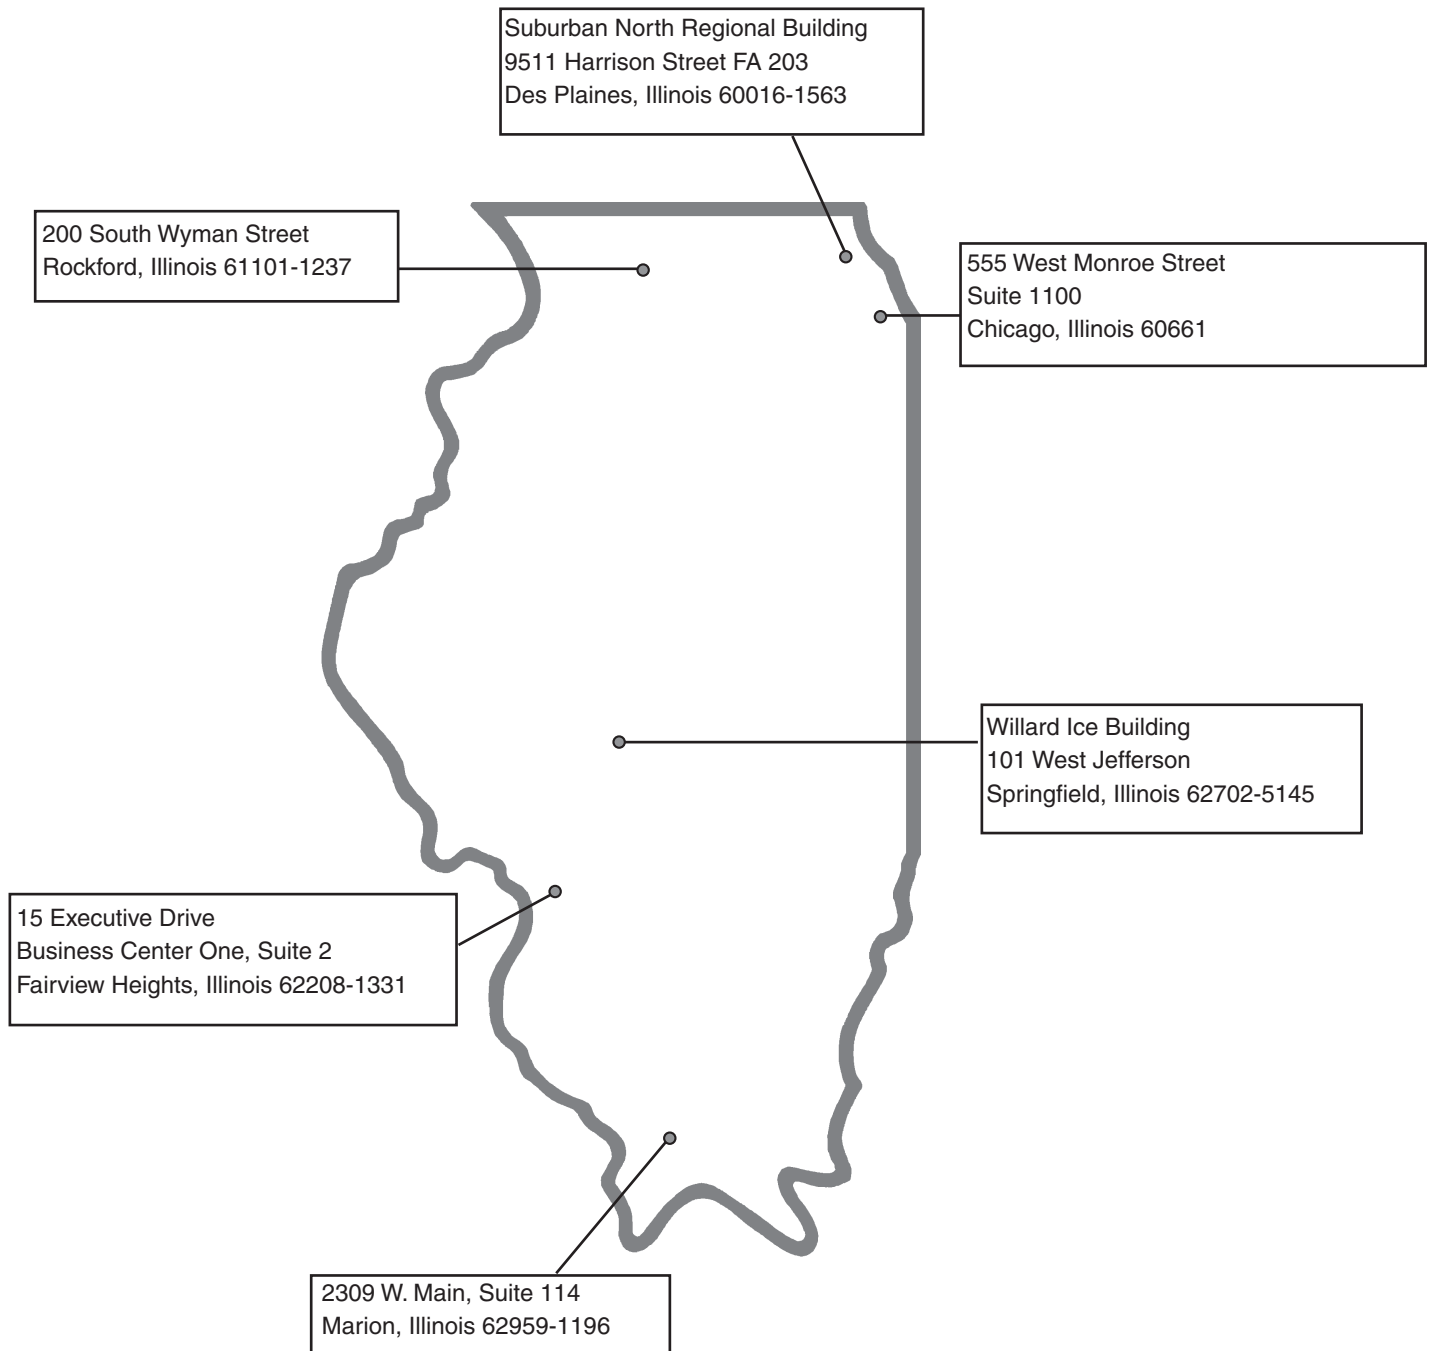 Suburban North Regional Building
9511 Harrison Street FA 203
Des Plaines, Illinois 60016-1563
200 South Wyman Street
Rockford, Illinois 61101-1237
555 West Monroe Street
Suite 1100
Chicago, Illinois 60661
Willard Ice Building
101 West Jefferson
Springfield, Illinois 62702-5145
15 Executive Drive
Business Center One, Suite 2
Fairview Heights, Illinois 62208-1331
2309 W. Main, Suite 114
Marion, Illinois 62959-1196